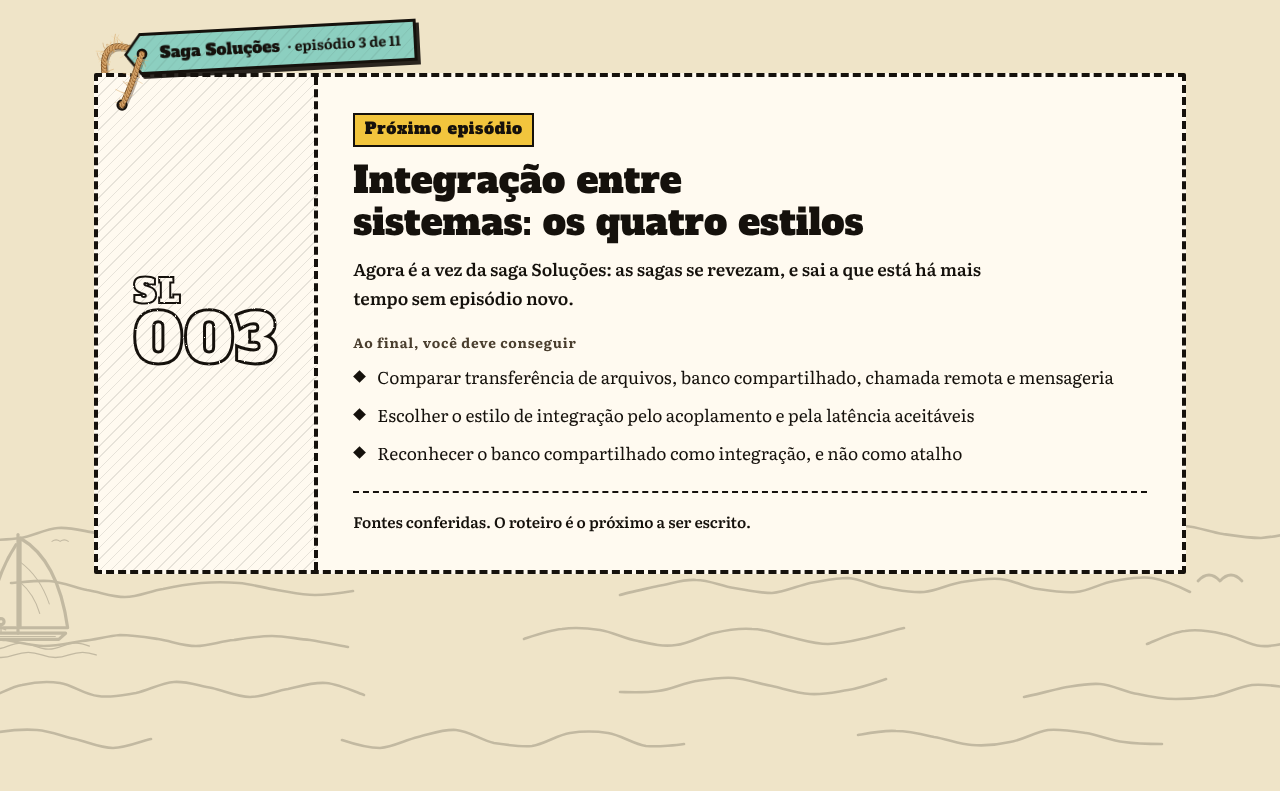 Saga Soluções · episódio 3 de 11
SL
003
Próximo episódio
Integração entre
sistemas: os quatro estilos
Agora é a vez da saga Soluções: as sagas se revezam, e sai a que está há mais
tempo sem episódio novo.
Ao final, você deve conseguir
◆ Comparar transferência de arquivos, banco compartilhado, chamada remota e mensageria
◆ Escolher o estilo de integração pelo acoplamento e pela latência aceitáveis
◆ Reconhecer o banco compartilhado como integração, e não como atalho
Fontes conferidas. O roteiro é o próximo a ser escrito.